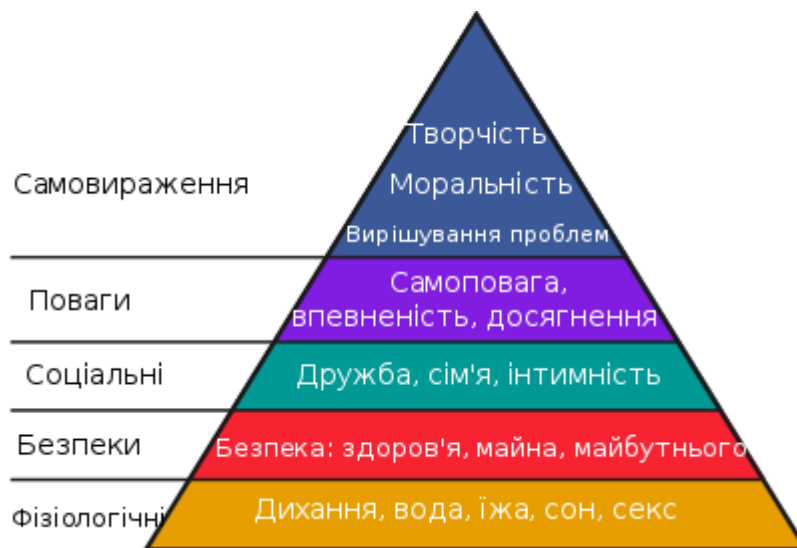 Творчість
Самовираження
Моральність
Вирішування проблем
Поваги
Самоповага,
впевненість, досягнення
Соціальні
Дружба, сім'я, інтимність
Безпеки
Безпека: здоров'я, майна, майбутнього
Фізіологічні
Дихання, вода, їжа, сон, секс